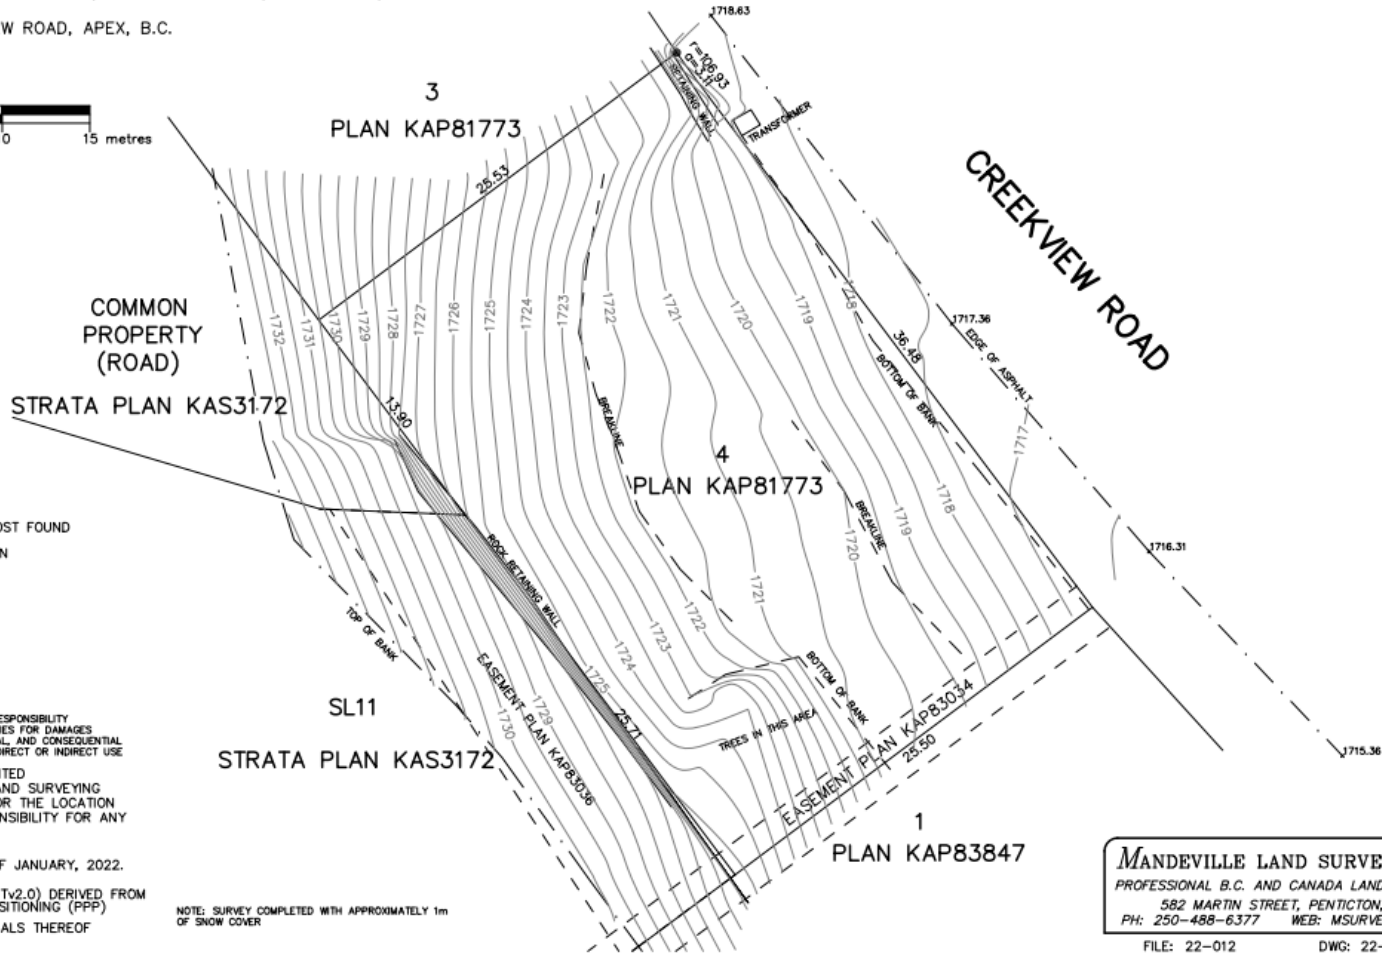 W ROAD, APEX, B.C.
0 15 metres
3
PLAN KAP81773
25.53
1718.63
r=106.93
a=3.11
RETAINING WALL
TRANSFORMER
CREEKVIEW ROAD
COMMON
PROPERTY
(ROAD)
STRATA PLAN KAS3172
1732
1731
1730
1729
1728
1727
1726
1725
1724
1723
1722
1721
1720
1719
1718
36.48
1717.36
EDGE OF ASPHALT
BOTTOM OF BANK
13.90
BREAKLINE
4
PLAN KAP81773
1717
1718
1719
1720
BREAKLINE
1716.31
OST FOUND
N
ROCK RETAINING WALL
1721
1722
1723
1724
1725
TOP OF BANK
EASEMENT PLAN KAP83036
1729
1730
25.71
BOTTOM OF BANK
TREES IN THIS AREA
EASEMENT PLAN KAP83034
25.50
1715.36
SL11
STRATA PLAN KAS3172
1
PLAN KAP83847
ESPONSIBILITY
IES FOR DAMAGES
AL, AND CONSEQUENTIAL
DIRECT OR INDIRECT USE
ITED
AND SURVEYING
OR THE LOCATION
NSIBILITY FOR ANY
F JANUARY, 2022.
Tv2.0) DERIVED FROM
SITIONING (PPP)
ALS THEREOF
NOTE: SURVEY COMPLETED WITH APPROXIMATELY 1m
OF SNOW COVER
MANDEVILLE LAND SURVE
PROFESSIONAL B.C. AND CANADA LAND
582 MARTIN STREET, PENTICTON,
PH: 250-488-6377 WEB: MSURVE
FILE: 22-012 DWG: 22-